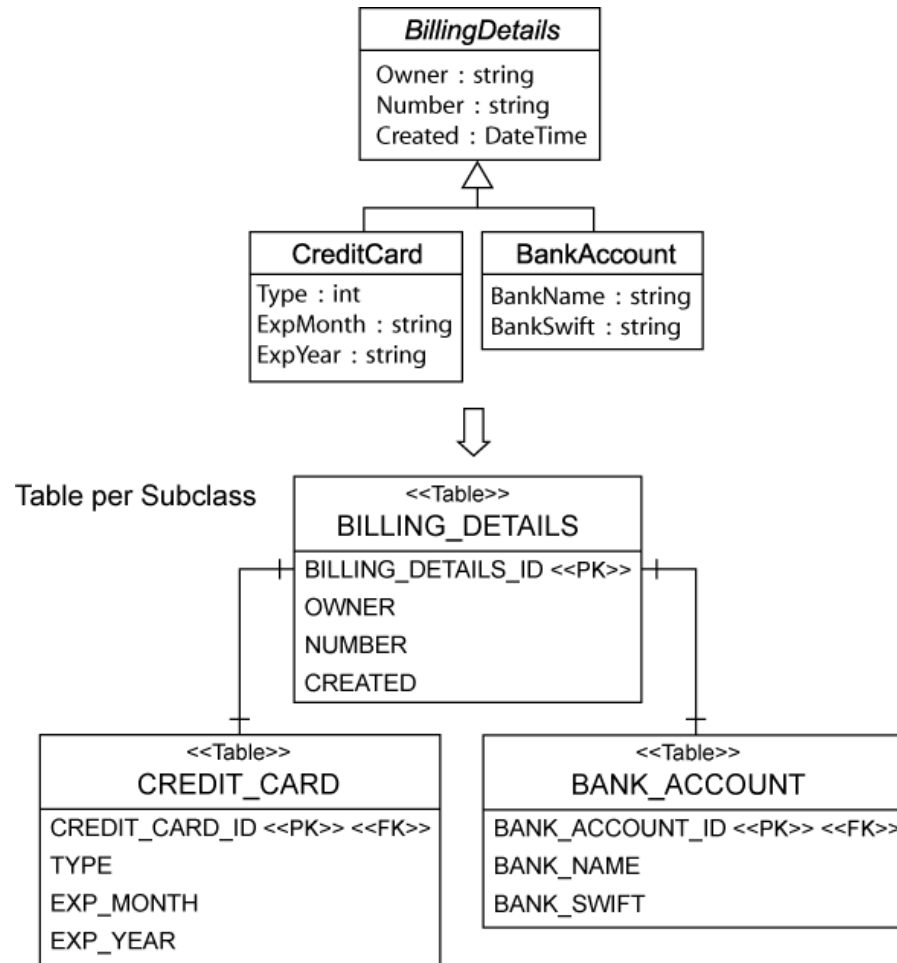 BillingDetails
Owner : string
Number : string
Created : DateTime
CreditCard
Type : int
ExpMonth : string
ExpYear : string
BankAccount
BankName : string
BankSwift : string
Table per Subclass
<<Table>>
BILLING_DETAILS
BILLING_DETAILS_ID <<PK>>
OWNER
NUMBER
CREATED
<<Table>>
CREDIT_CARD
CREDIT_CARD_ID <<PK>> <<FK>>
TYPE
EXP_MONTH
EXP_YEAR
<<Table>>
BANK_ACCOUNT
BANK_ACCOUNT_ID <<PK>> <<FK>>
BANK_NAME
BANK_SWIFT